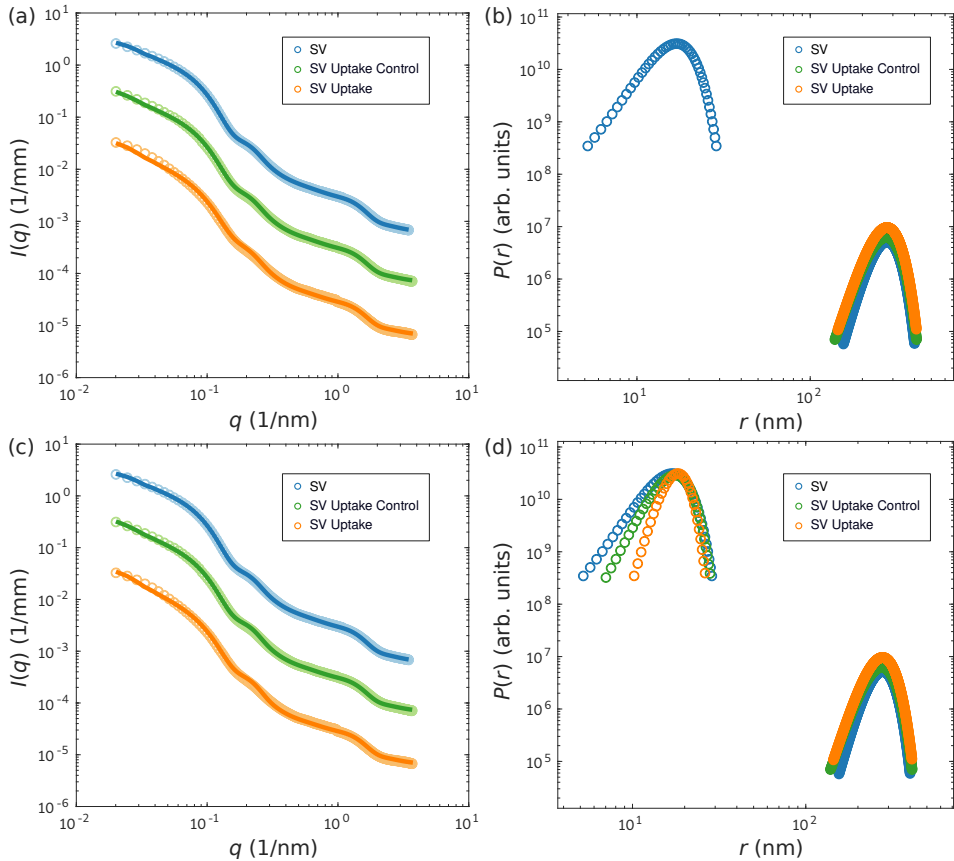 (a)
10^1
10^0
10^-1
10^-2
10^-3
10^-4
10^-5
10^-6
I(q) (1/mm)
10^-2
10^-1
10^0
10^1
q (1/nm)
SV
SV Uptake Control
SV Uptake
(b)
10^11
10^10
10^9
10^8
10^7
10^6
10^5
P(r) (arb. units)
10^1
10^2
r (nm)
SV
SV Uptake Control
SV Uptake
(c)
10^1
10^0
10^-1
10^-2
10^-3
10^-4
10^-5
10^-6
I(q) (1/mm)
10^-2
10^-1
10^0
10^1
q (1/nm)
SV
SV Uptake Control
SV Uptake
(d)
10^11
10^10
10^9
10^8
10^7
10^6
10^5
P(r) (arb. units)
10^1
10^2
r (nm)
SV
SV Uptake Control
SV Uptake